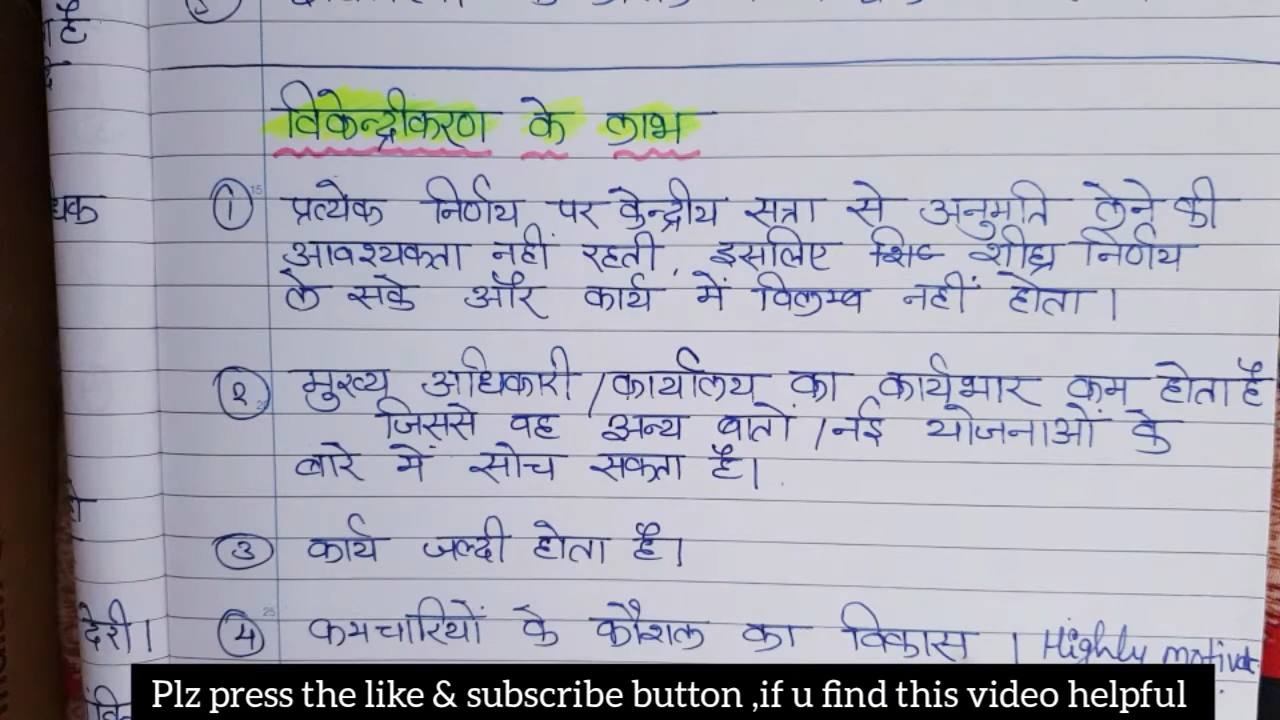 है
विकेन्द्रीकरण के लाभ
धक
① प्रत्येक निर्णय पर केन्द्रीय सत्ता से अनुमति लेने की
आवश्यकता नहीं रहती, इसलिए शीघ्र निर्णय
ले सके और कार्य में विलम्ब नहीं होता।
② मुख्य अधिकारी / कार्यालय का कार्यभार कम होता है
जिससे वह अन्य बातों / नई योजनाओं के
बारे में सोच सकता है।
③ कार्य जल्दी होता है।
देरी।
④ कर्मचारियों के कौशल का विकास । Highly motivat
Plz press the like & subscribe button ,if u find this video helpful